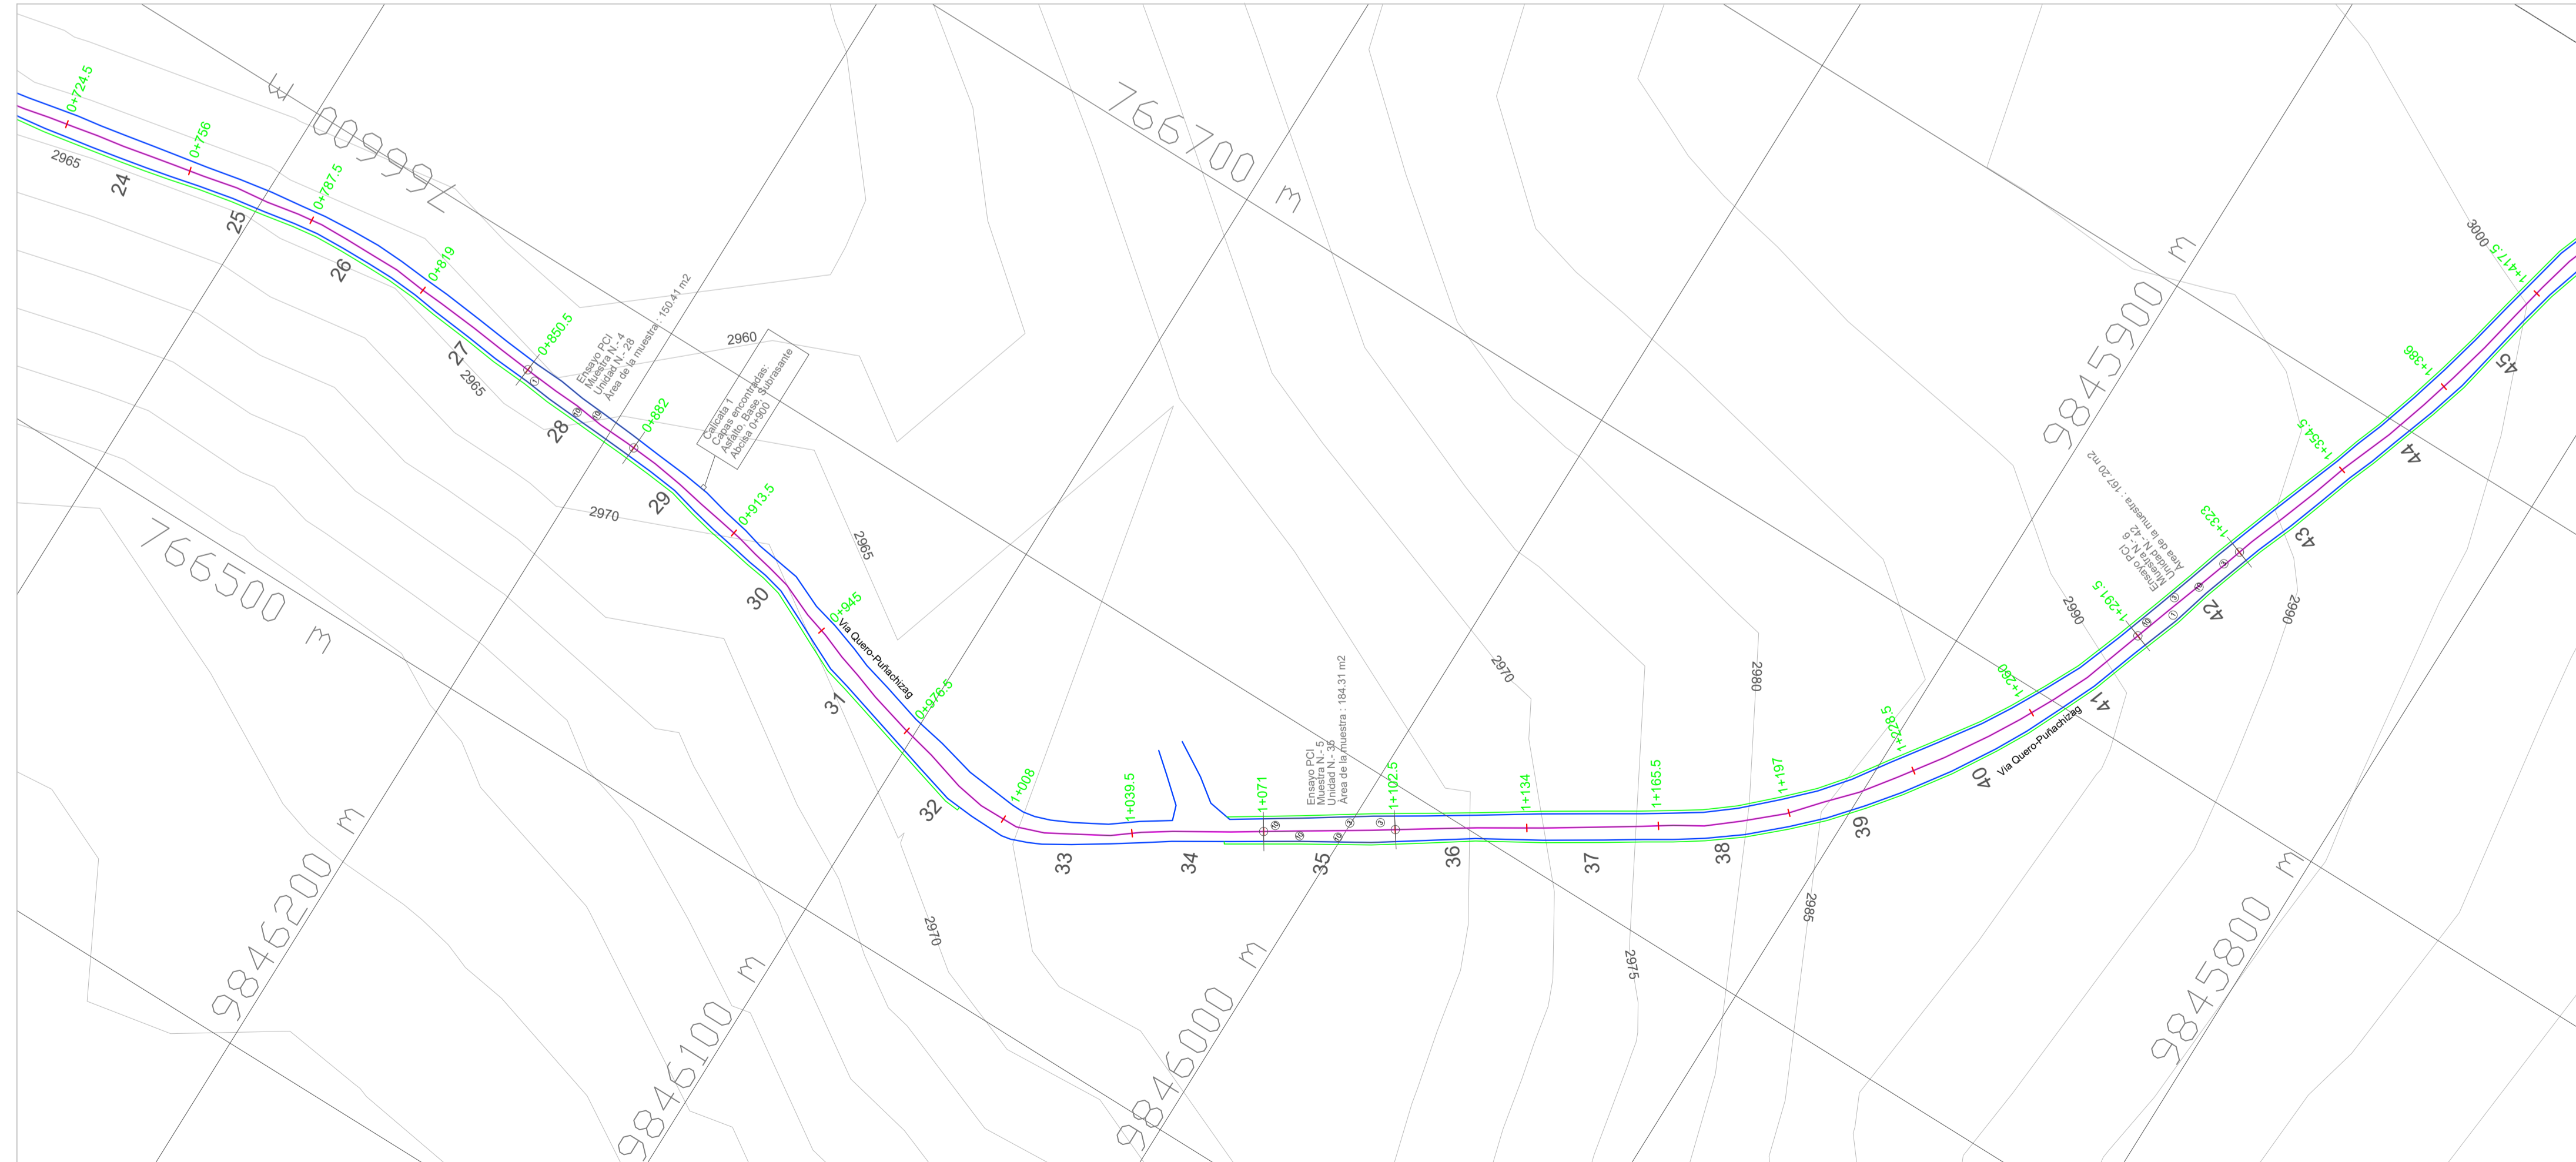 0+724.5
0+756
0+787.5
0+819
0+850.5
0+882
0+913.5
0+945
0+976.5
1+008
1+039.5
1+071
1+102.5
1+134
1+165.5
1+197
1+228.5
1+260
1+291.5
1+323
1+354.5
1+386
1+417.5
24
25
26
27
28
29
30
31
32
33
34
35
36
37
38
39
40
41
42
43
44
45
766600 m
766700 m
766500 m
9846200 m
9846100 m
9846000 m
9845900 m
9845800 m
2965
2965
2960
2970
2965
2970
2970
2975
2980
2985
2990
2990
3000
Ensayo PCI
Muestra N.- 4
Unidad N.- 28
Área de la muestra : 150.41 m2
Calicata 1
Capas encontradas:
Asfalto, Base, Subrasante
Abcisa 0+900
Via Quero-Puñachizag
Ensayo PCI
Muestra N.- 5
Unidad N.- 35
Área de la muestra : 184.31 m2
Via Quero-Puñachizag
Ensayo PCI
Muestra N.- 6
Unidad N.- 42
Área de la muestra : 167.20 m2